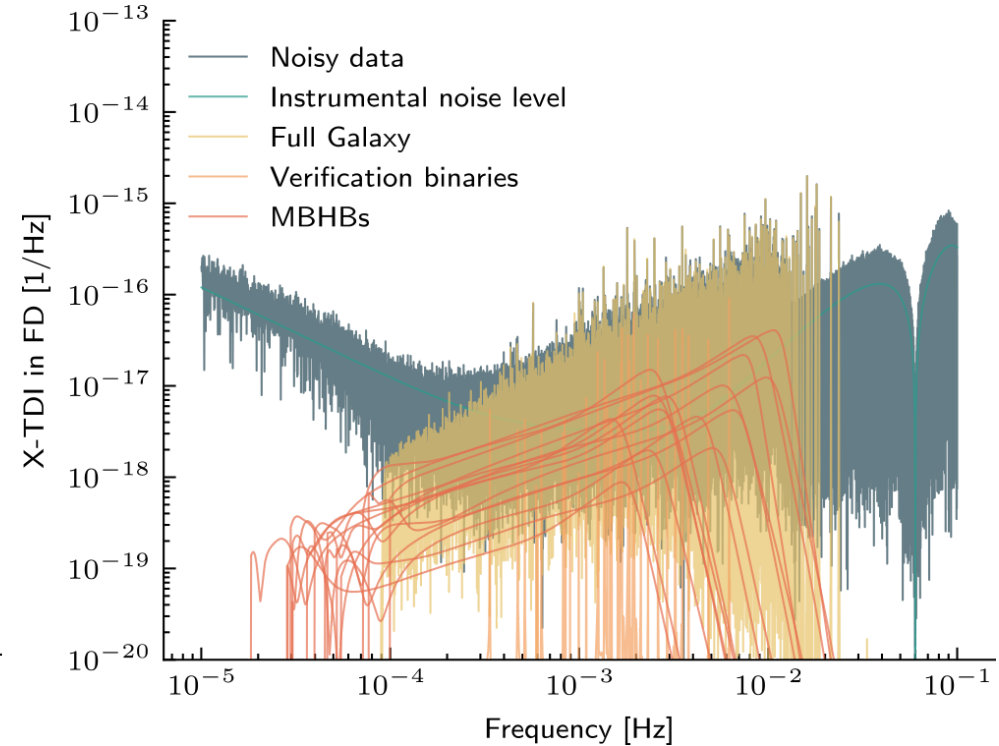 10⁻¹³
Noisy data
Instrumental noise level
10⁻¹⁴
Full Galaxy
Verification binaries
10⁻¹⁵
MBHBs
X-TDI in FD [1/Hz]
10⁻¹⁶
10⁻¹⁷
10⁻¹⁸
10⁻¹⁹
10⁻²⁰
10⁻⁵ 10⁻⁴ 10⁻³ 10⁻² 10⁻¹
Frequency [Hz]